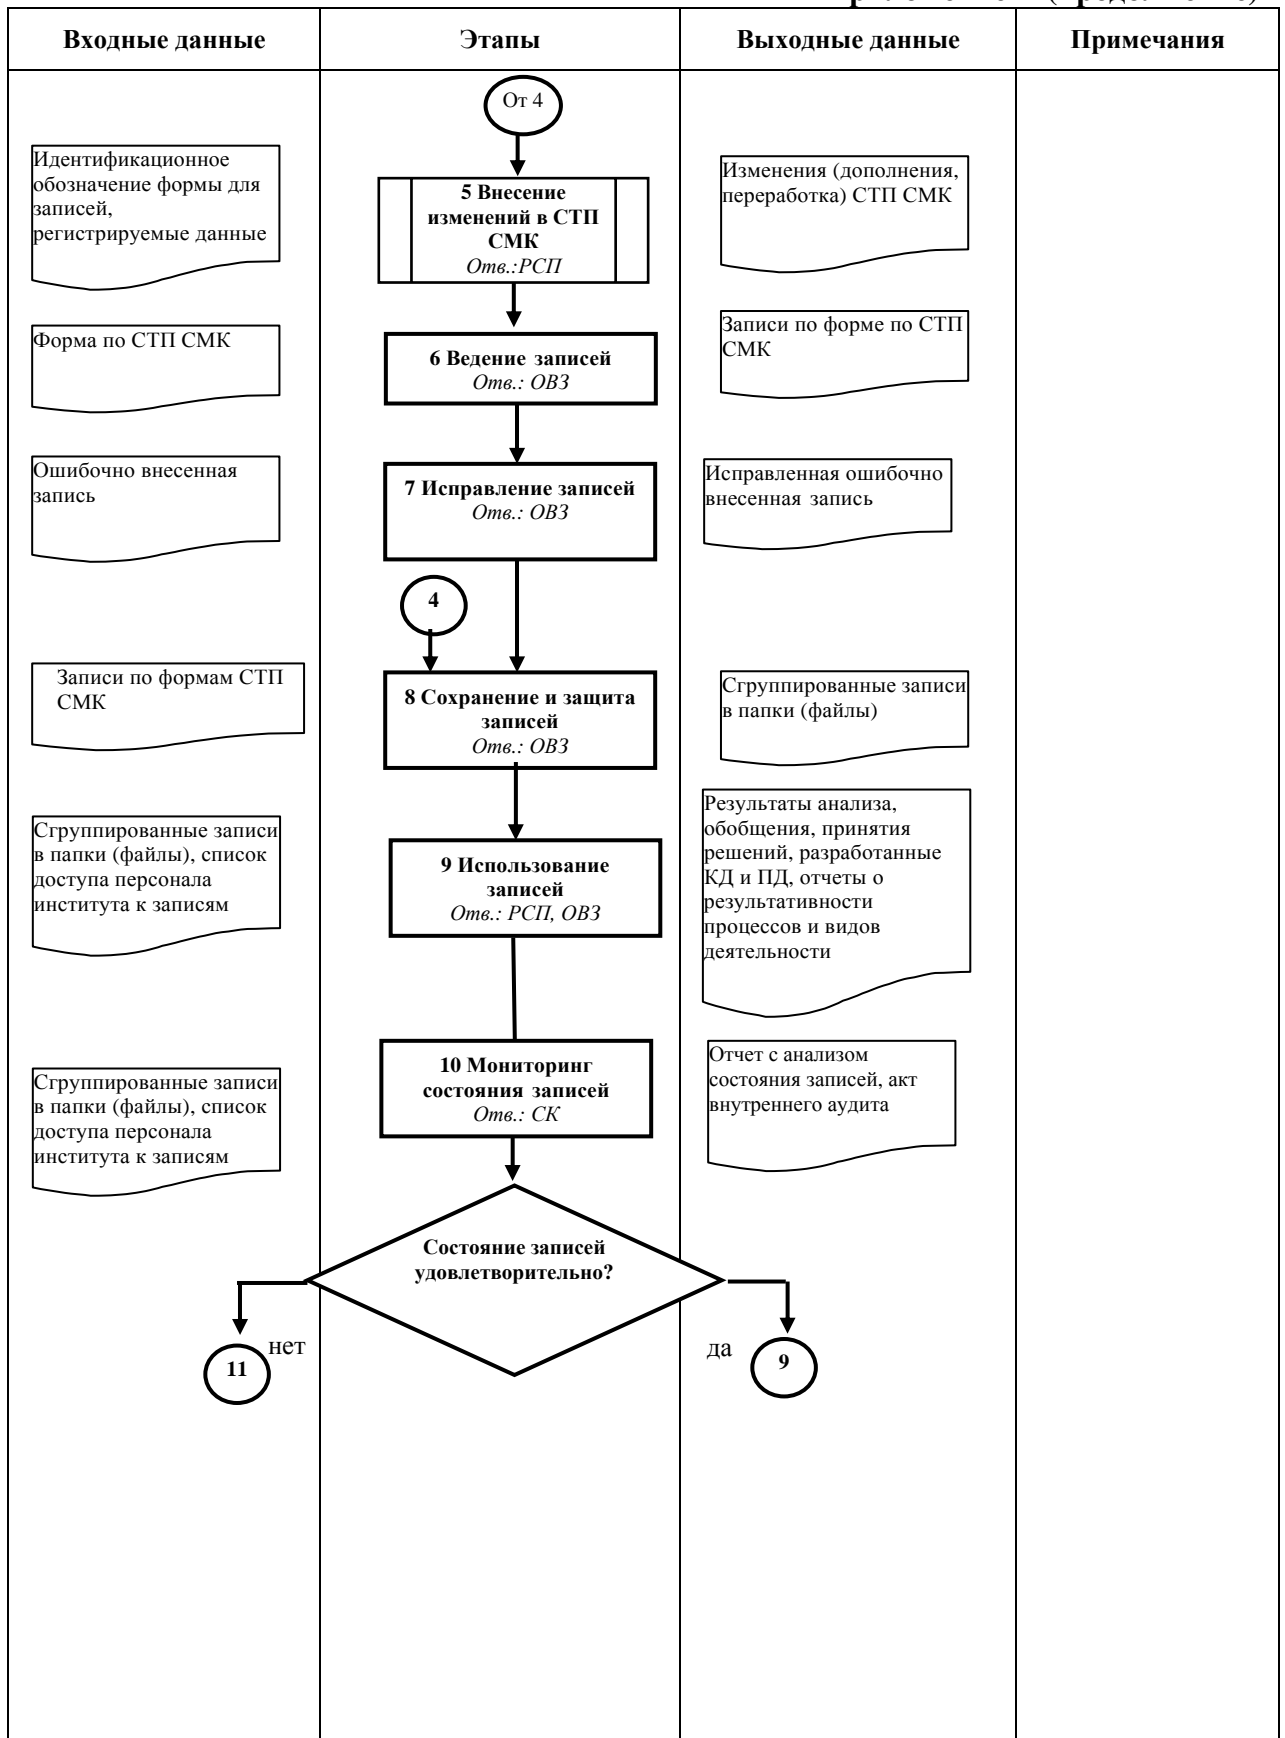 Входные данные
Этапы
Выходные данные
Примечания
От 4
Идентификационное
обозначение формы для
записей,
регистрируемые данные
5 Внесение
изменений в СТП
СМК
Отв.:РСП
Изменения (дополнения,
переработка) СТП СМК
Форма по СТП СМК
6 Ведение записей
Отв.: ОВЗ
Записи по форме по СТП
СМК
Ошибочно внесенная
запись
7 Исправление записей
Отв.: ОВЗ
Исправленная ошибочно
внесенная запись
4
Записи по формам СТП
СМК
8 Сохранение и защита
записей
Отв.: ОВЗ
Сгруппированные записи
в папки (файлы)
Сгруппированные записи
в папки (файлы), список
доступа персонала
института к записям
9 Использование
записей
Отв.: РСП, ОВЗ
Результаты анализа,
обобщения, принятия
решений, разработанные
КД и ПД, отчеты о
результативности
процессов и видов
деятельности
Сгруппированные записи
в папки (файлы), список
доступа персонала
института к записям
10 Мониторинг
состояния записей
Отв.: СК
Отчет с анализом
состояния записей, акт
внутреннего аудита
Состояние записей
удовлетворительно?
нет
11
да
9